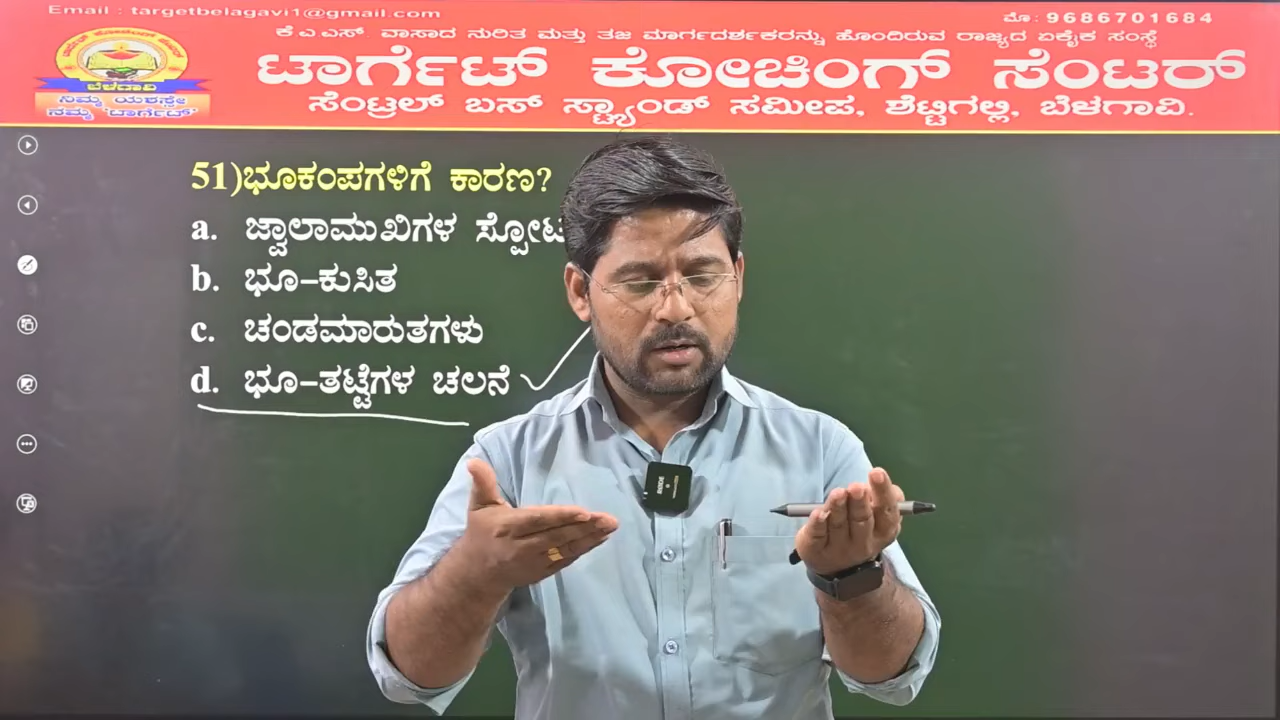 Email : targetbelagavi1@gmail.com
ಮೊ: 9686701684
ಕೆ.ಎ.ಎಸ್. ವಾಸಾದ ನುರಿತ ಮತ್ತು ತಜ್ಞ ಮಾರ್ಗದರ್ಶಕರನ್ನು ಹೊಂದಿರುವ ರಾಜ್ಯದ ಏಕೈಕ ಸಂಸ್ಥೆ
ಟಾರ್ಗೆಟ್ ಕೋಚಿಂಗ್ ಸೆಂಟರ್
ಸೆಂಟ್ರಲ್ ಬಸ್ ಸ್ಟ್ಯಾಂಡ್ ಸಮೀಪ, ಶೆಟ್ಟಿಗಲ್ಲಿ, ಬೆಳಗಾವಿ.
ಬೆಳಗಾವಿ
ನಿಮ್ಮ ಯಶಸ್ಸೇ
ನಮ್ಮ ಟಾರ್ಗೆಟ್
51)ಭೂಕಂಪಗಳಿಗೆ ಕಾರಣ?
a. ಜ್ವಾಲಾಮುಖಿಗಳ ಸ್ಪೋಟ
b. ಭೂ-ಕುಸಿತ
c. ಚಂಡಮಾರುತಗಳು
d. ಭೂ-ತಟ್ಟೆಗಳ ಚಲನೆ